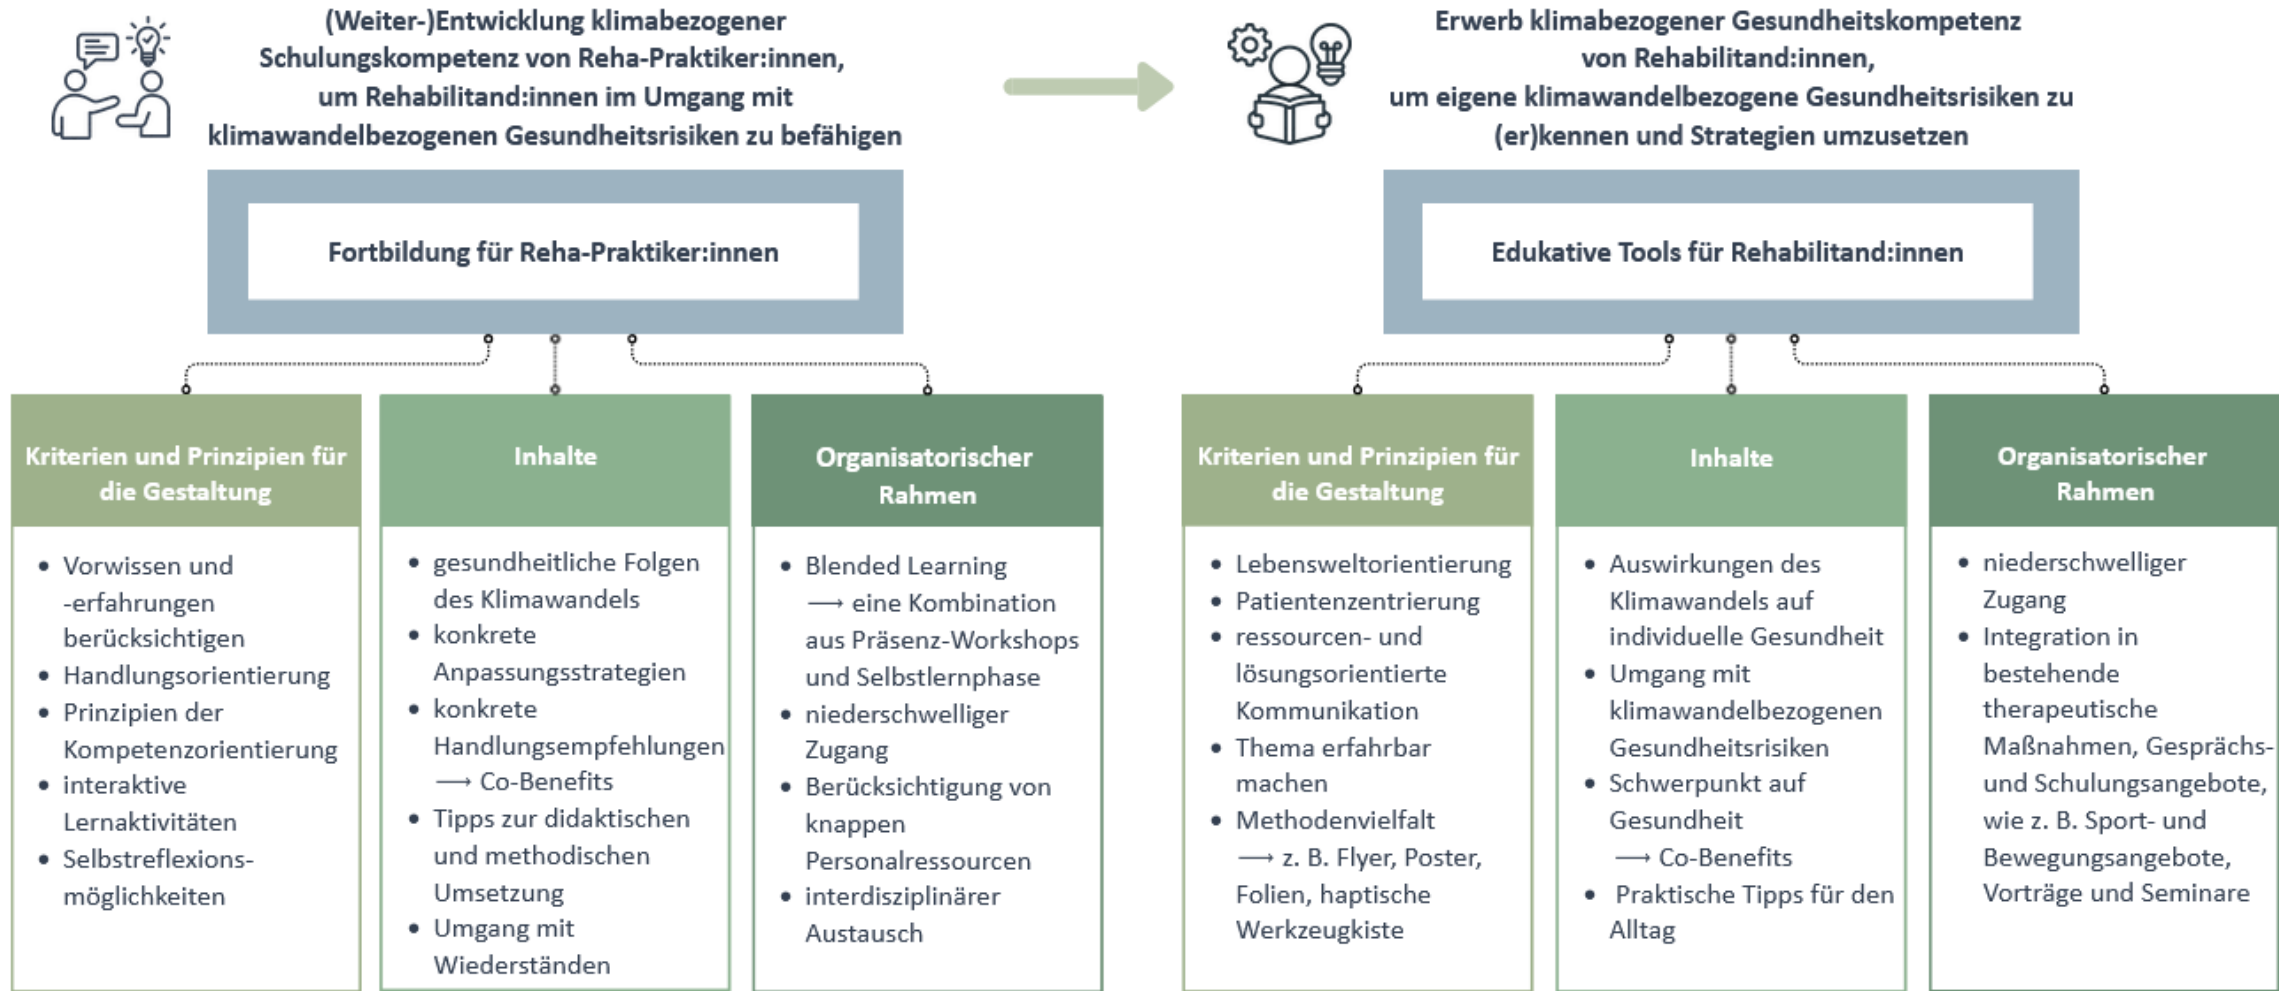 (Weiter-)Entwicklung klimabezogener
Schulungskompetenz von Reha-Praktiker:innen,
um Rehabilitand:innen im Umgang mit
klimawandelbezogenen Gesundheitsrisiken zu befähigen
Erwerb klimabezogener Gesundheitskompetenz
von Rehabilitand:innen,
um eigene klimawandelbezogene Gesundheitsrisiken zu
(er)kennen und Strategien umzusetzen
Fortbildung für Reha-Praktiker:innen
Edukative Tools für Rehabilitand:innen
Kriterien und Prinzipien für
die Gestaltung
• Vorwissen und
-erfahrungen
berücksichtigen
• Handlungsorientierung
• Prinzipien der
Kompetenzorientierung
• interaktive
Lernaktivitäten
• Selbstreflexions-
möglichkeiten
Inhalte
• gesundheitliche Folgen
des Klimawandels
• konkrete
Anpassungsstrategien
• konkrete
Handlungsempfehlungen
⟶ Co-Benefits
• Tipps zur didaktischen
und methodischen
Umsetzung
• Umgang mit
Wiederständen
Organisatorischer
Rahmen
• Blended Learning
⟶ eine Kombination
aus Präsenz-Workshops
und Selbstlernphase
• niederschwelliger
Zugang
• Berücksichtigung von
knappen
Personalressourcen
• interdisziplinärer
Austausch
Kriterien und Prinzipien für
die Gestaltung
• Lebensweltorientierung
• Patientenzentrierung
• ressourcen- und
lösungsorientierte
Kommunikation
• Thema erfahrbar
machen
• Methodenvielfalt
⟶ z. B. Flyer, Poster,
Folien, haptische
Werkzeugkiste
Inhalte
• Auswirkungen des
Klimawandels auf
individuelle Gesundheit
• Umgang mit
klimawandelbezogenen
Gesundheitsrisiken
• Schwerpunkt auf
Gesundheit
⟶ Co-Benefits
• Praktische Tipps für den
Alltag
Organisatorischer
Rahmen
• niederschwelliger
Zugang
• Integration in
bestehende
therapeutische
Maßnahmen, Gesprächs-
und Schulungsangebote,
wie z. B. Sport- und
Bewegungsangebote,
Vorträge und Seminare